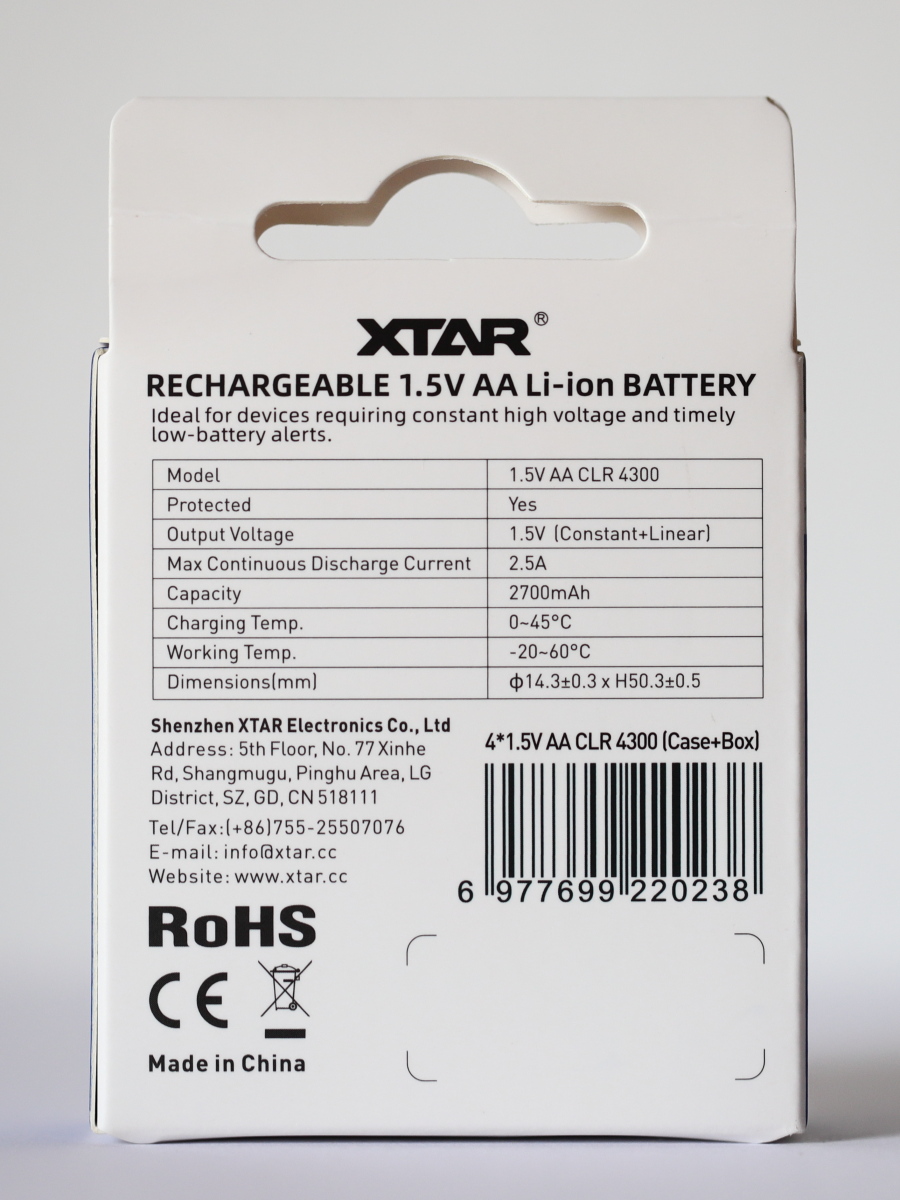 XTAR®
RECHARGEABLE 1.5V AA Li-ion BATTERY
Ideal for devices requiring constant high voltage and timely
low-battery alerts.
Model 1.5V AA CLR 4300
Protected Yes
Output Voltage 1.5V (Constant+Linear)
Max Continuous Discharge Current 2.5A
Capacity 2700mAh
Charging Temp. 0~45°C
Working Temp. -20~60°C
Dimensions(mm) ф14.3±0.3 x H50.3±0.5
Shenzhen XTAR Electronics Co., Ltd
Address: 5th Floor, No. 77 Xinhe
Rd, Shangmugu, Pinghu Area, LG
District, SZ, GD, CN 518111
Tel/Fax:(+86)755-25507076
E-mail: info@xtar.cc
Website: www.xtar.cc
4*1.5V AA CLR 4300 (Case+Box)
6 977699 220238
RoHS
CE
Made in China